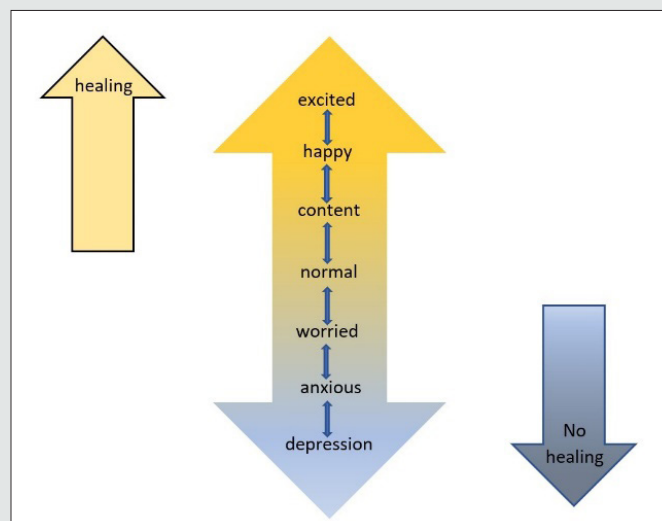 healing
excited
happy
content
normal
worried
anxious
depression
No
healing